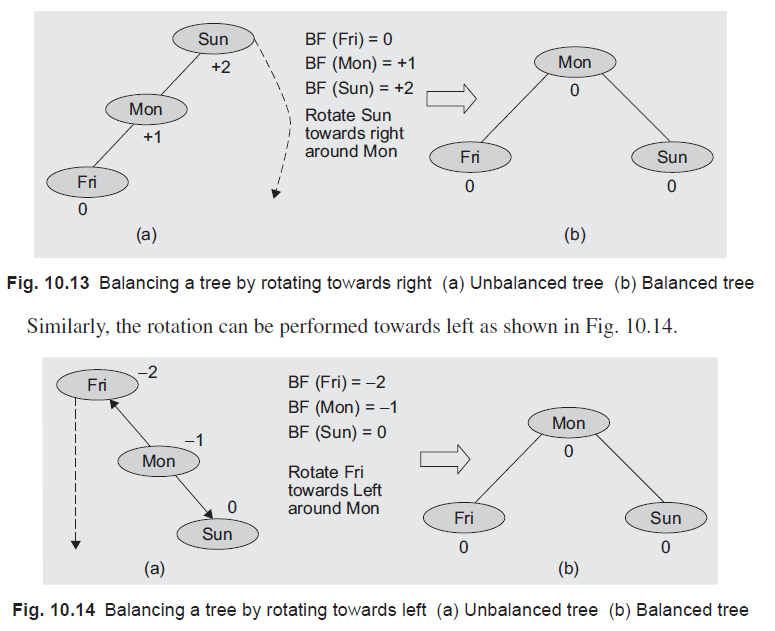 Sun
+2
Mon
+1
Fri
0
(a)
BF (Fri) = 0
BF (Mon) = +1
BF (Sun) = +2
Rotate Sun
towards right
around Mon
Mon
0
Fri
0
Sun
0
(b)
Fig. 10.13 Balancing a tree by rotating towards right (a) Unbalanced tree (b) Balanced tree
Similarly, the rotation can be performed towards left as shown in Fig. 10.14.
Fri
–2
Mon
–1
Sun
0
(a)
BF (Fri) = –2
BF (Mon) = –1
BF (Sun) = 0
Rotate Fri
towards Left
around Mon
Mon
0
Fri
0
Sun
0
(b)
Fig. 10.14 Balancing a tree by rotating towards left (a) Unbalanced tree (b) Balanced tree